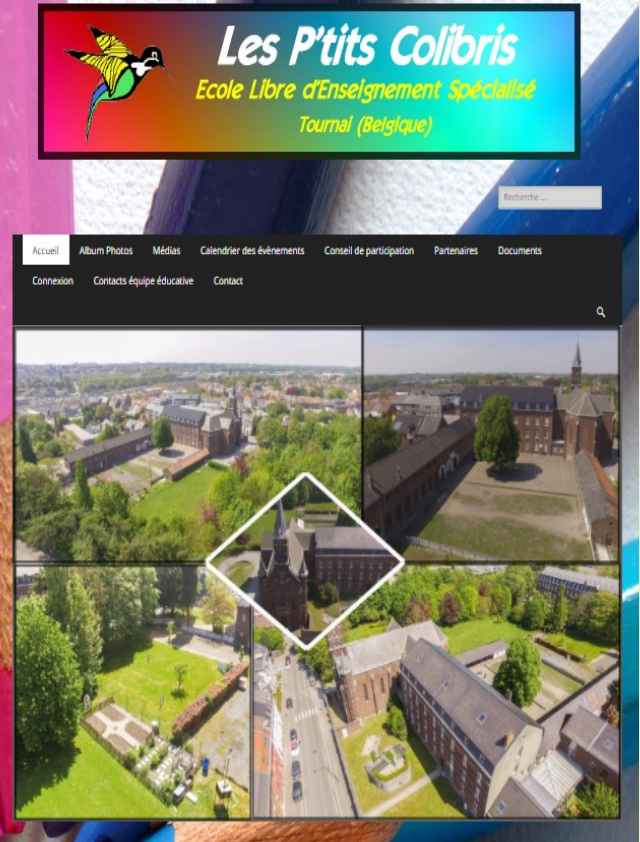 Les P'tits Colibris
Ecole Libre d'Enseignement Spécialisé
Tournai (Belgique)
Recherche ...
Accueil Album Photos Médias Calendrier des évènements Conseil de participation Partenaires Documents
Connexion Contacts équipe éducative Contact